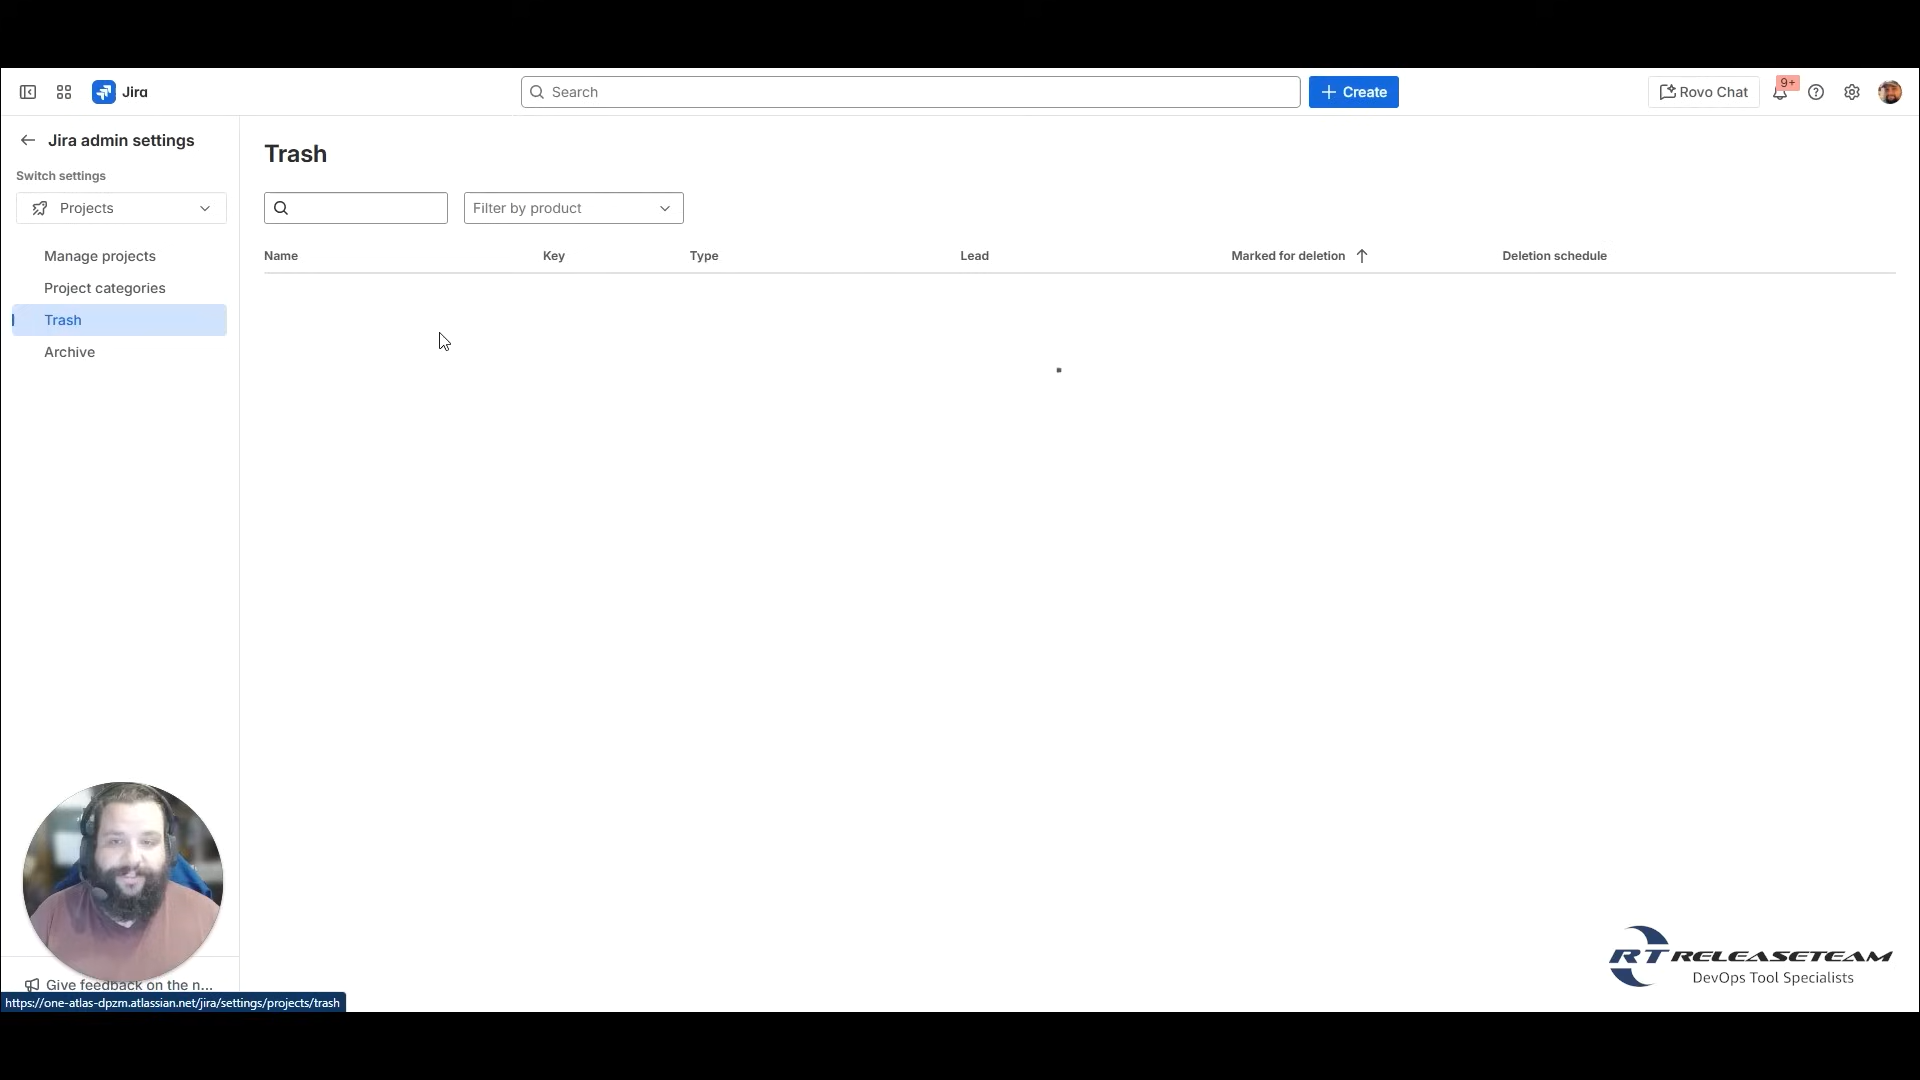 Jira
Search
Create
Rovo Chat
9+
Jira admin settings
Switch settings
Projects
Manage projects
Project categories
Trash
Archive
Trash
Filter by product
Name
Key
Type
Lead
Marked for deletion
Deletion schedule
Give feedback on the n...
https://one-atlas-dpzm.atlassian.net/jira/settings/projects/trash
RT RELEASETEAM
DevOps Tool Specialists